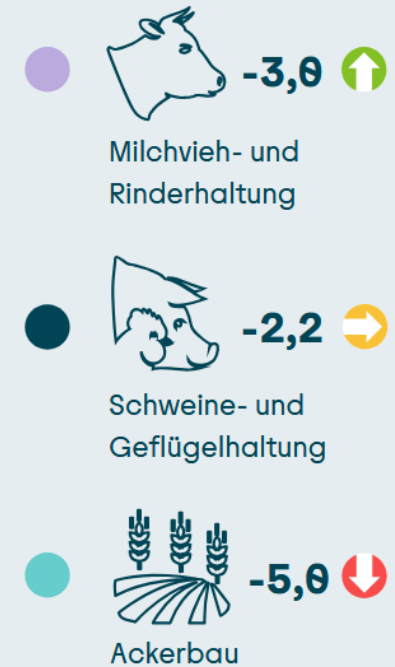 -3,0
Milchvieh- und
Rinderhaltung
-2,2
Schweine- und
Geflügelhaltung
-5,0
Ackerbau